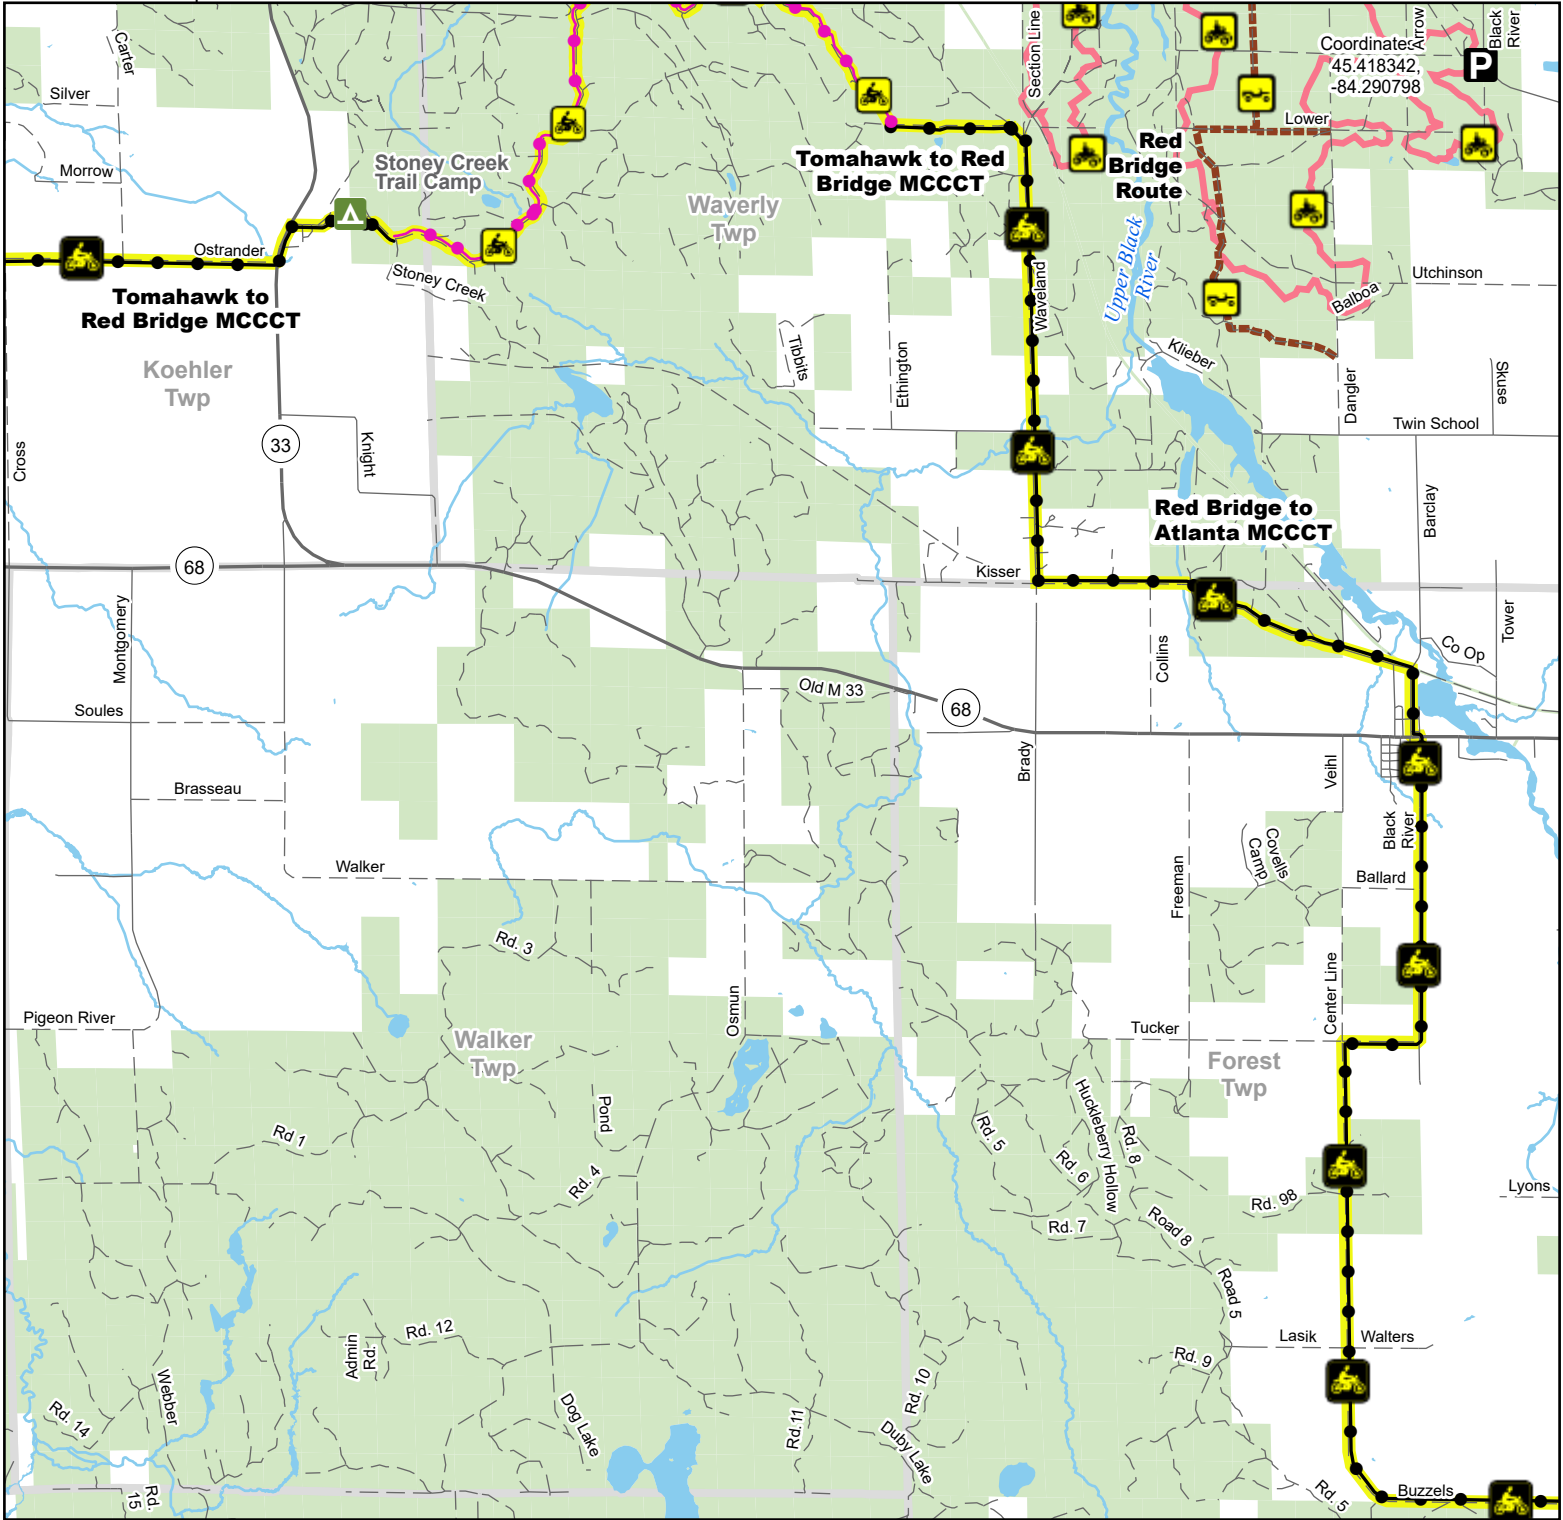 Carter
Section Line
Arrow
Black
River
Coordinates
45.418342,
-84.290798
P
Silver
Lower
Morrow
Stoney Creek
Trail Camp
Tomahawk to Red
Bridge MCCCT
Red
Bridge
Route
Waverly
Twp
Ostrander
Stoney Creek
Upper Black
River
Utchinson
Balboa
Tomahawk to
Red Bridge MCCCT
Waveland
Koehler
Twp
Tibbits
Ethington
Klieber
Dangler
Skuse
Twin School
33
Knight
Cross
Barclay
Red Bridge to
Atlanta MCCCT
68
Kisser
Montgomery
Collins
Tower
Co Op
Old M 33
68
Soules
Brady
Veihl
Brasseau
Black
River
Covells
Camp
Walker
Freeman
Ballard
Rd. 3
Center Line
Osmun
Pigeon River
Tucker
Walker
Twp
Forest
Twp
Pond
Huckleberry Hollow
Rd 1
Rd. 5
Rd. 8
Rd. 6
Rd. 4
Lyons
Rd. 98
Rd. 7
Road 8
Road 5
Rd. 12
Admin
Rd.
Lasik
Walters
Rd. 9
Webber
Rd. 10
Rd. 14
Dog Lake
Rd.11
Duby Lake
Rd.
15
Rd. 5
Buzzels